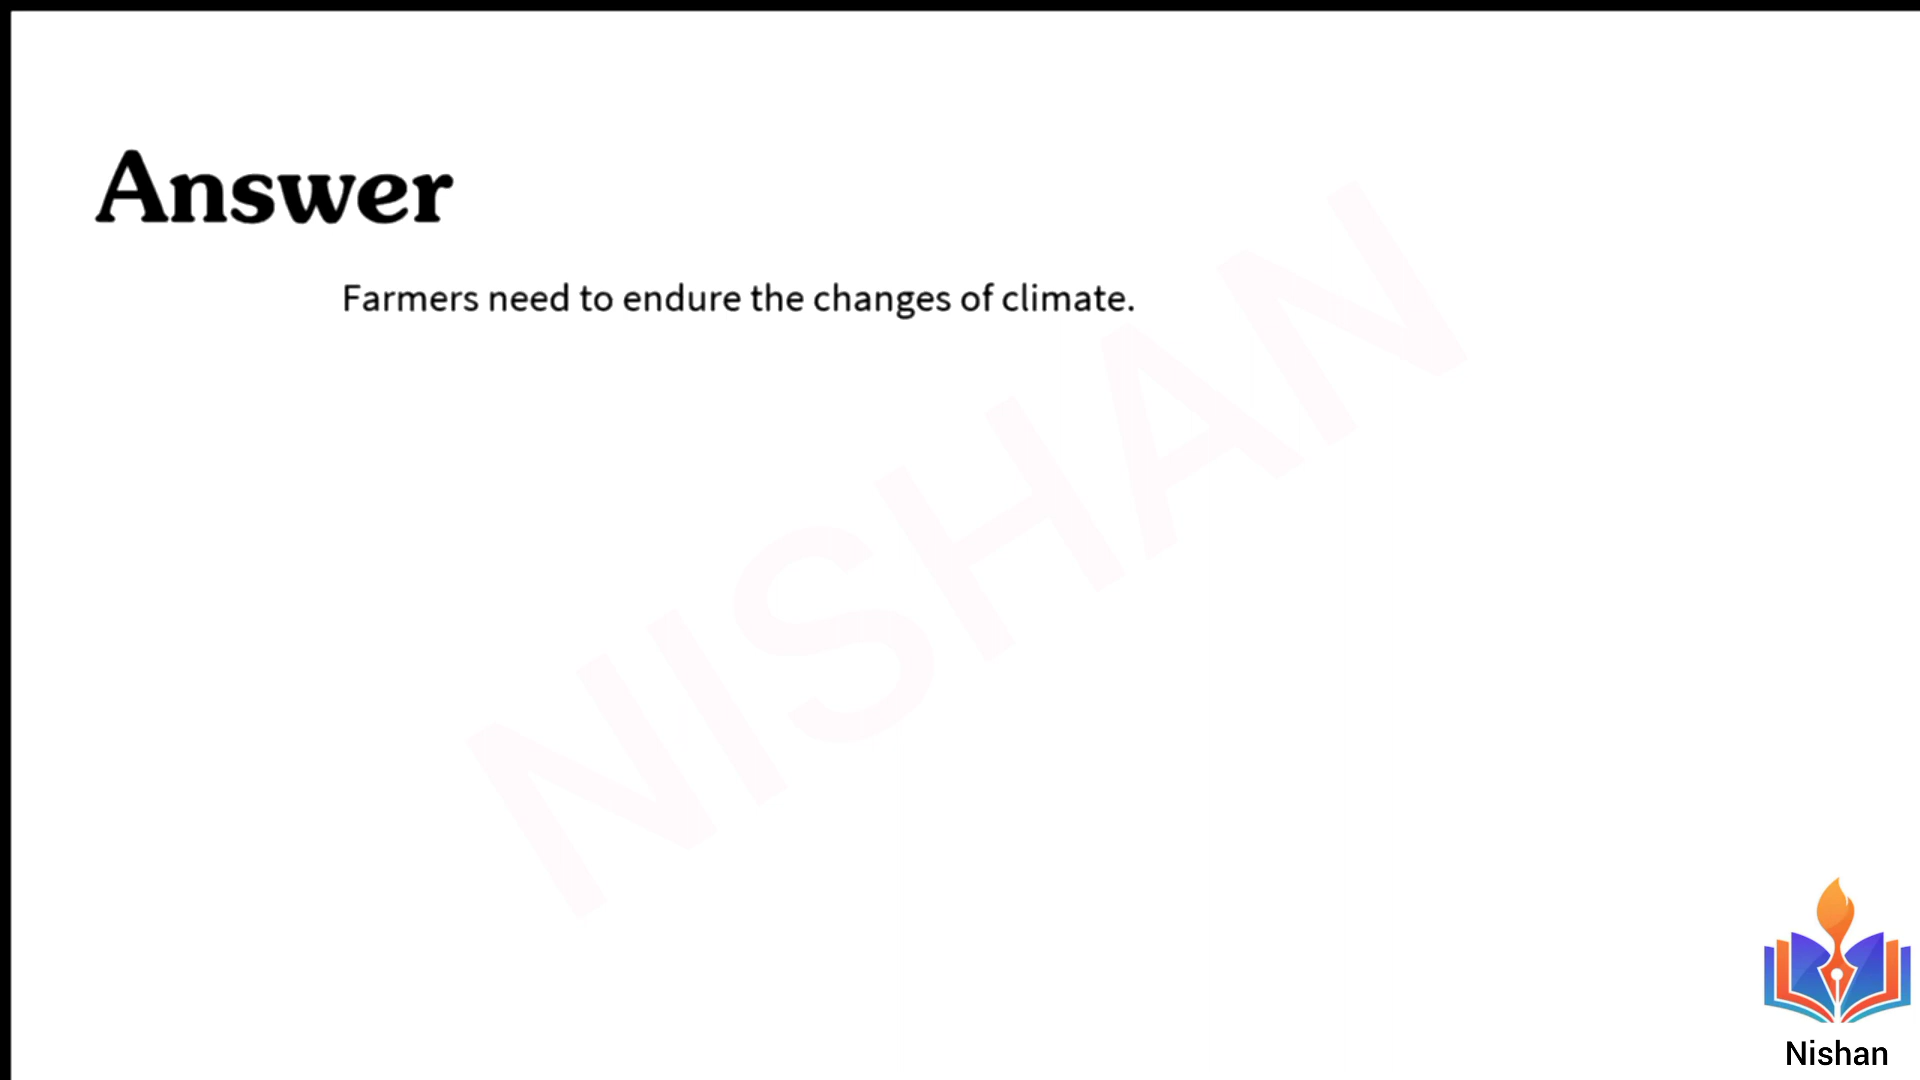 Answer
Farmers need to endure the changes of climate.
NISHAN
Nishan